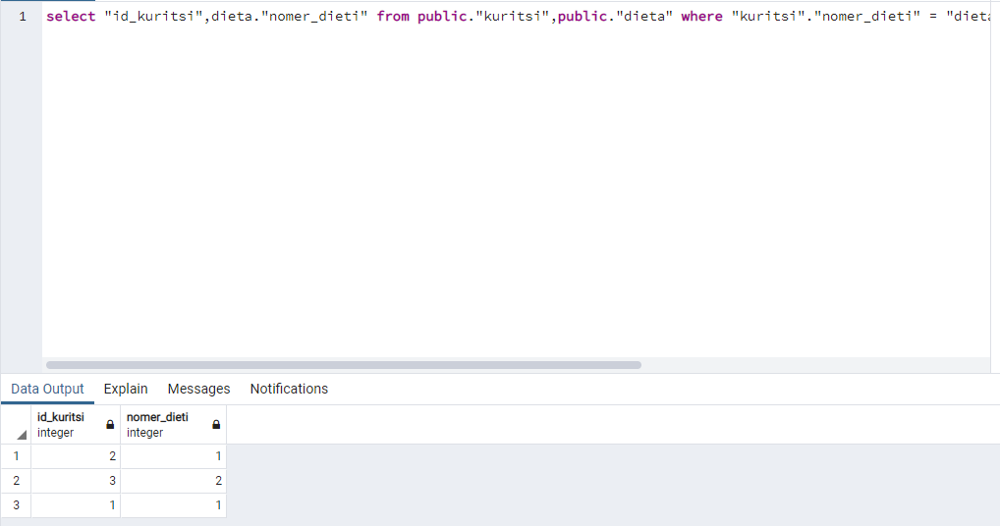 1 select "id_kuritsi",dieta."nomer_dieti" from public."kuritsi",public."dieta" where "kuritsi"."nomer_dieti" = "dieta
Data Output Explain Messages Notifications
id_kuritsi nomer_dieti
integer integer
1 2 1
2 3 2
3 1 1